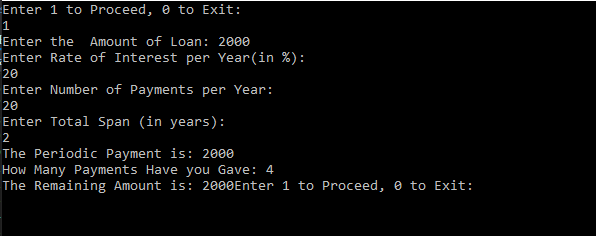 Enter 1 to Proceed, 0 to Exit:
1
Enter the  Amount of Loan: 2000
Enter Rate of Interest per Year(in %):
20
Enter Number of Payments per Year:
20
Enter Total Span (in years):
2
The Periodic Payment is: 2000
How Many Payments Have you Gave: 4
The Remaining Amount is: 2000Enter 1 to Proceed, 0 to Exit: